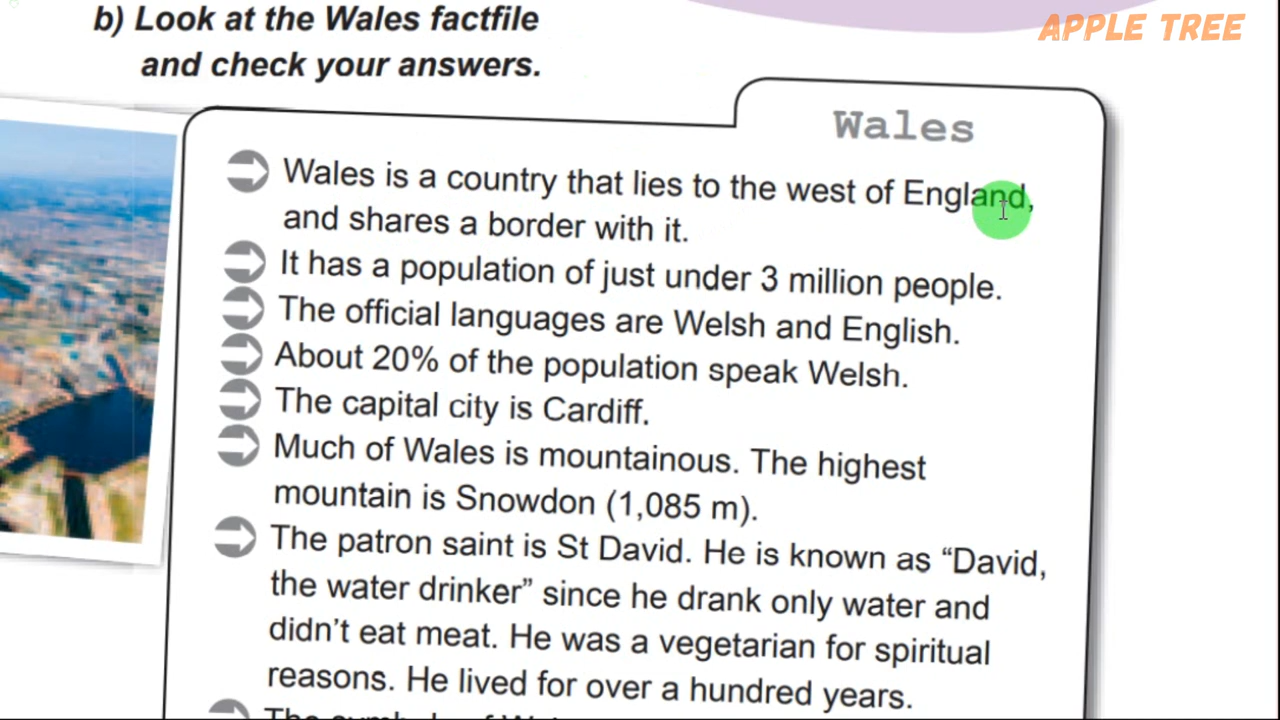 b) Look at the Wales factfile
and check your answers.
APPLE TREE
Wales
Wales is a country that lies to the west of England,
and shares a border with it.
It has a population of just under 3 million people.
The official languages are Welsh and English.
About 20% of the population speak Welsh.
The capital city is Cardiff.
Much of Wales is mountainous. The highest
mountain is Snowdon (1,085 m).
The patron saint is St David. He is known as “David,
the water drinker” since he drank only water and
didn’t eat meat. He was a vegetarian for spiritual
reasons. He lived for over a hundred years.